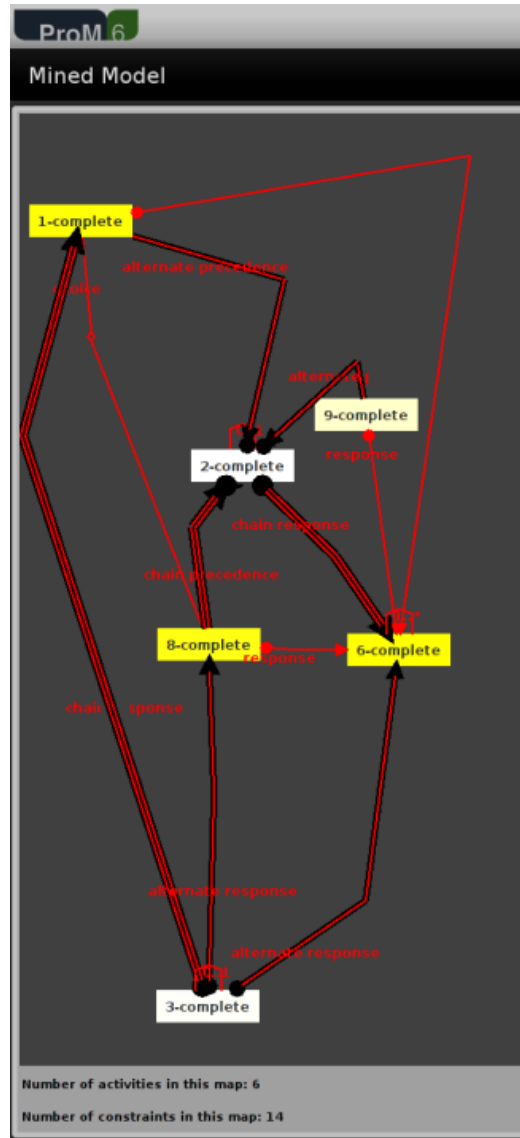 ProM 6
Mined Model
1-complete
alternate precedence
9-complete
response
2-complete
chain response
chain precedence
8-complete
response
6-complete
alternate response
alternate response
3-complete
Number of activities in this map: 6
Number of constraints in this map: 14